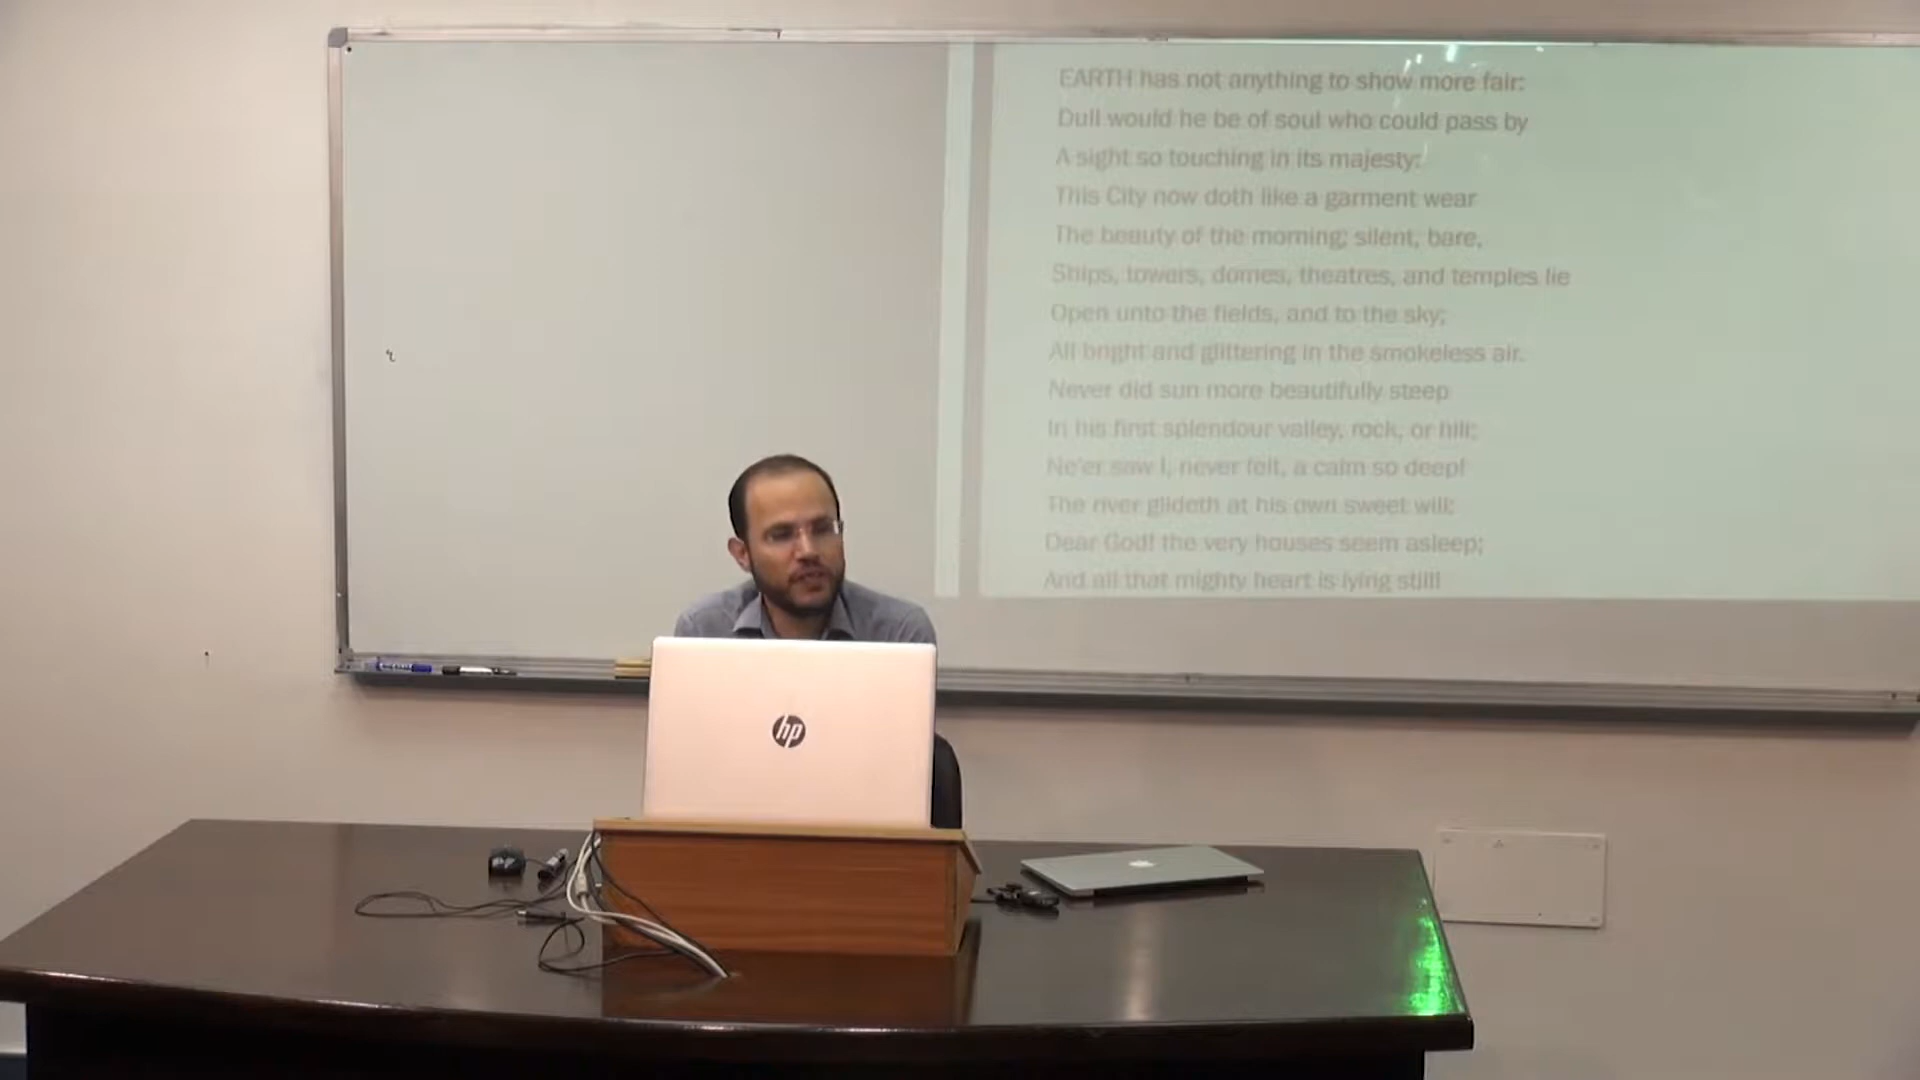 EARTH has not anything to show more fair:
Dull would he be of soul who could pass by
A sight so touching in its majesty:
This City now doth like a garment wear
The beauty of the morning; silent, bare,
Ships, towers, domes, theatres, and temples lie
Open unto the fields, and to the sky;
All bright and glittering in the smokeless air.
Never did sun more beautifully steep
In his first splendour valley, rock, or hill;
Ne'er saw I, never felt, a calm so deep!
The river glideth at his own sweet will:
Dear God! the very houses seem asleep;
And all that mighty heart is lying still!
hp